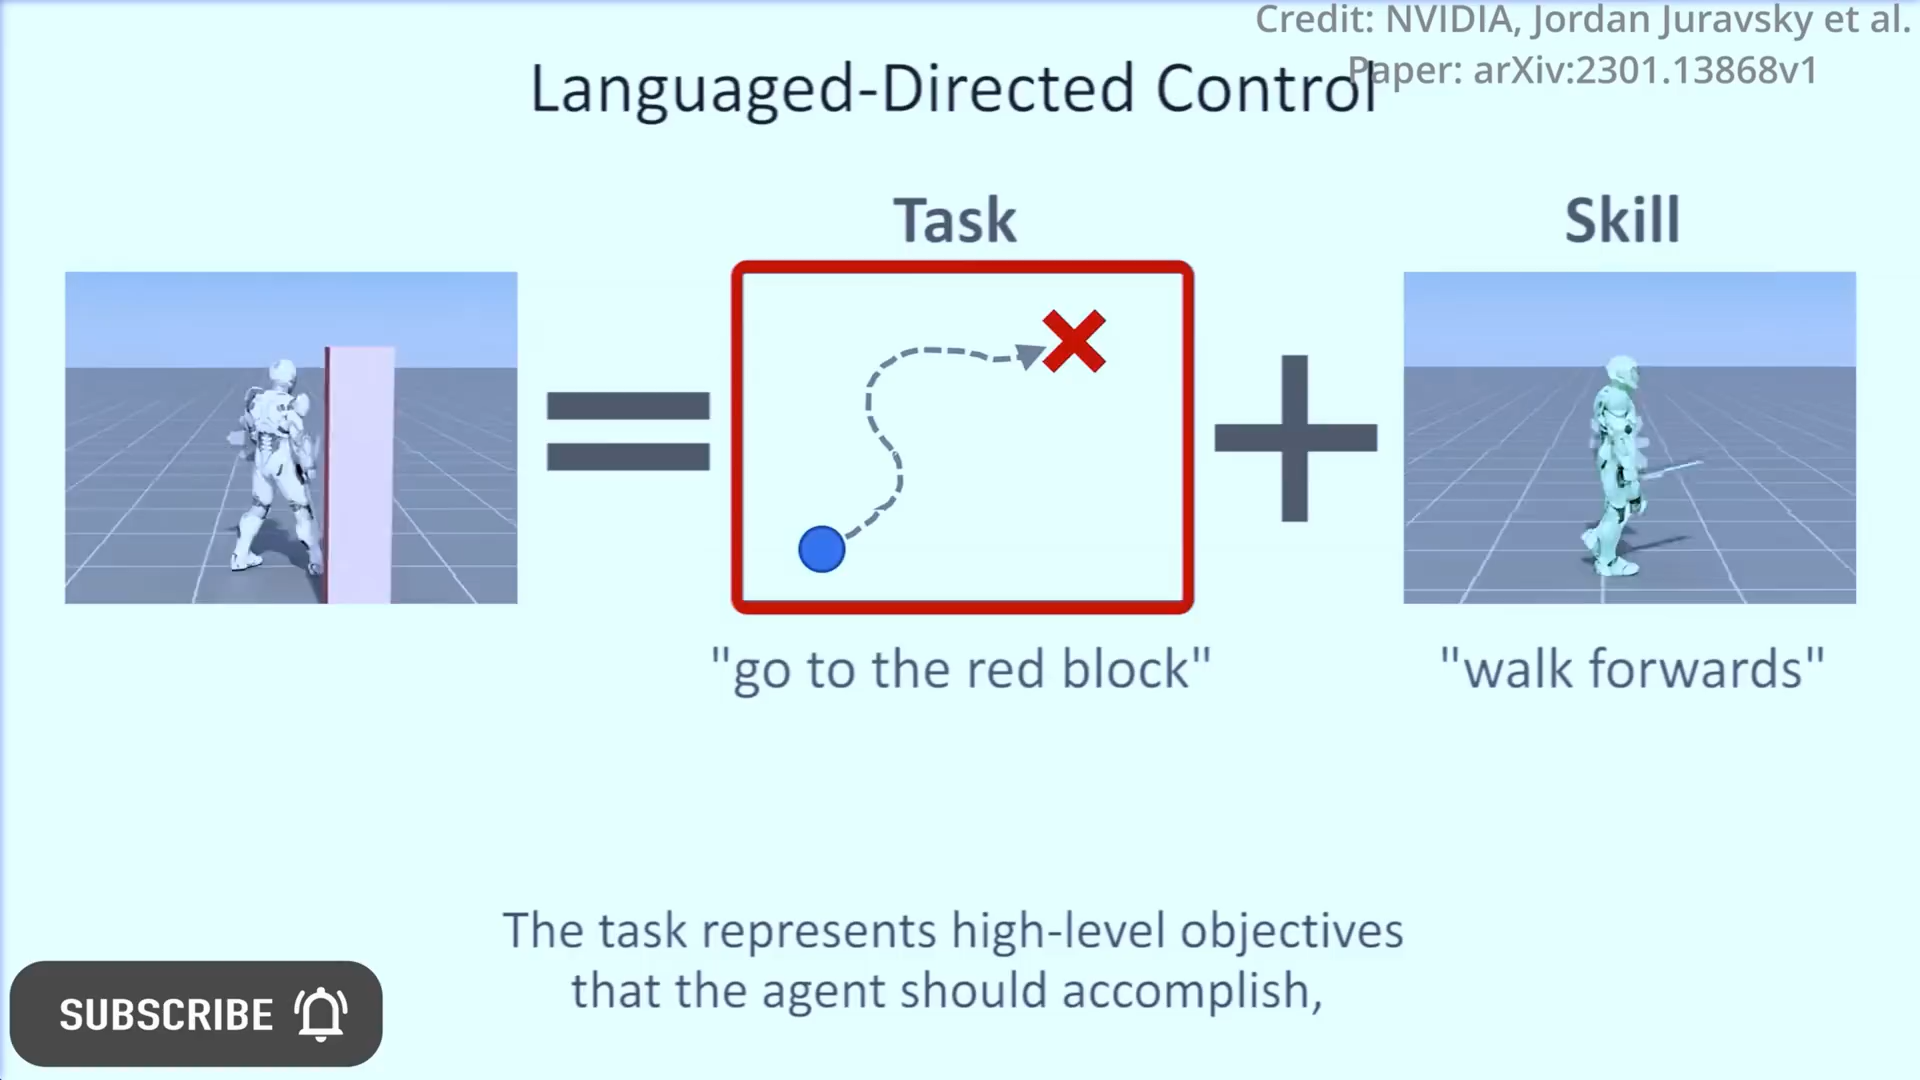 Credit: NVIDIA, Jordan Juravsky et al.
Paper: arXiv:2301.13868v1
Languaged-Directed Control
Task
Skill
"go to the red block"
"walk forwards"
The task represents high-level objectives
that the agent should accomplish,
SUBSCRIBE